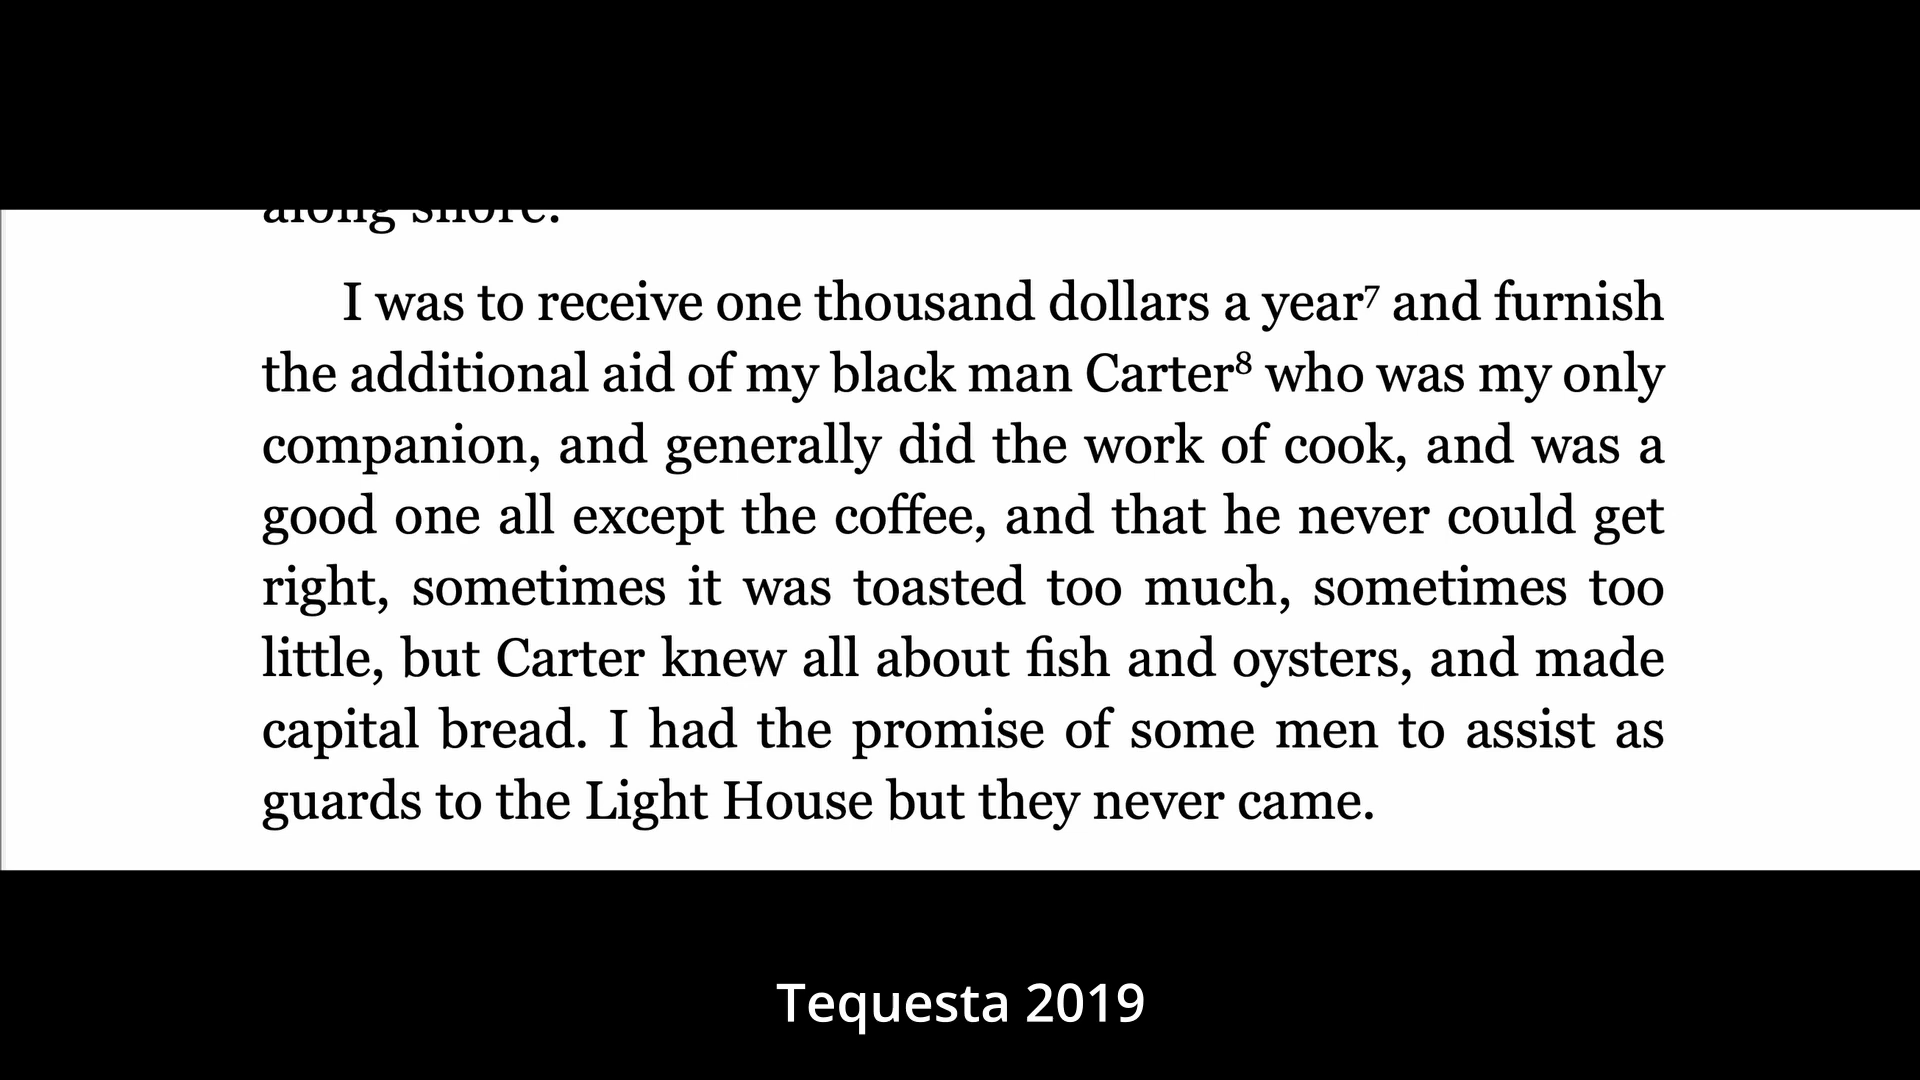 along shore.
I was to receive one thousand dollars a year⁷ and furnish
the additional aid of my black man Carter⁸ who was my only
companion, and generally did the work of cook, and was a
good one all except the coffee, and that he never could get
right, sometimes it was toasted too much, sometimes too
little, but Carter knew all about fish and oysters, and made
capital bread. I had the promise of some men to assist as
guards to the Light House but they never came.
Tequesta 2019